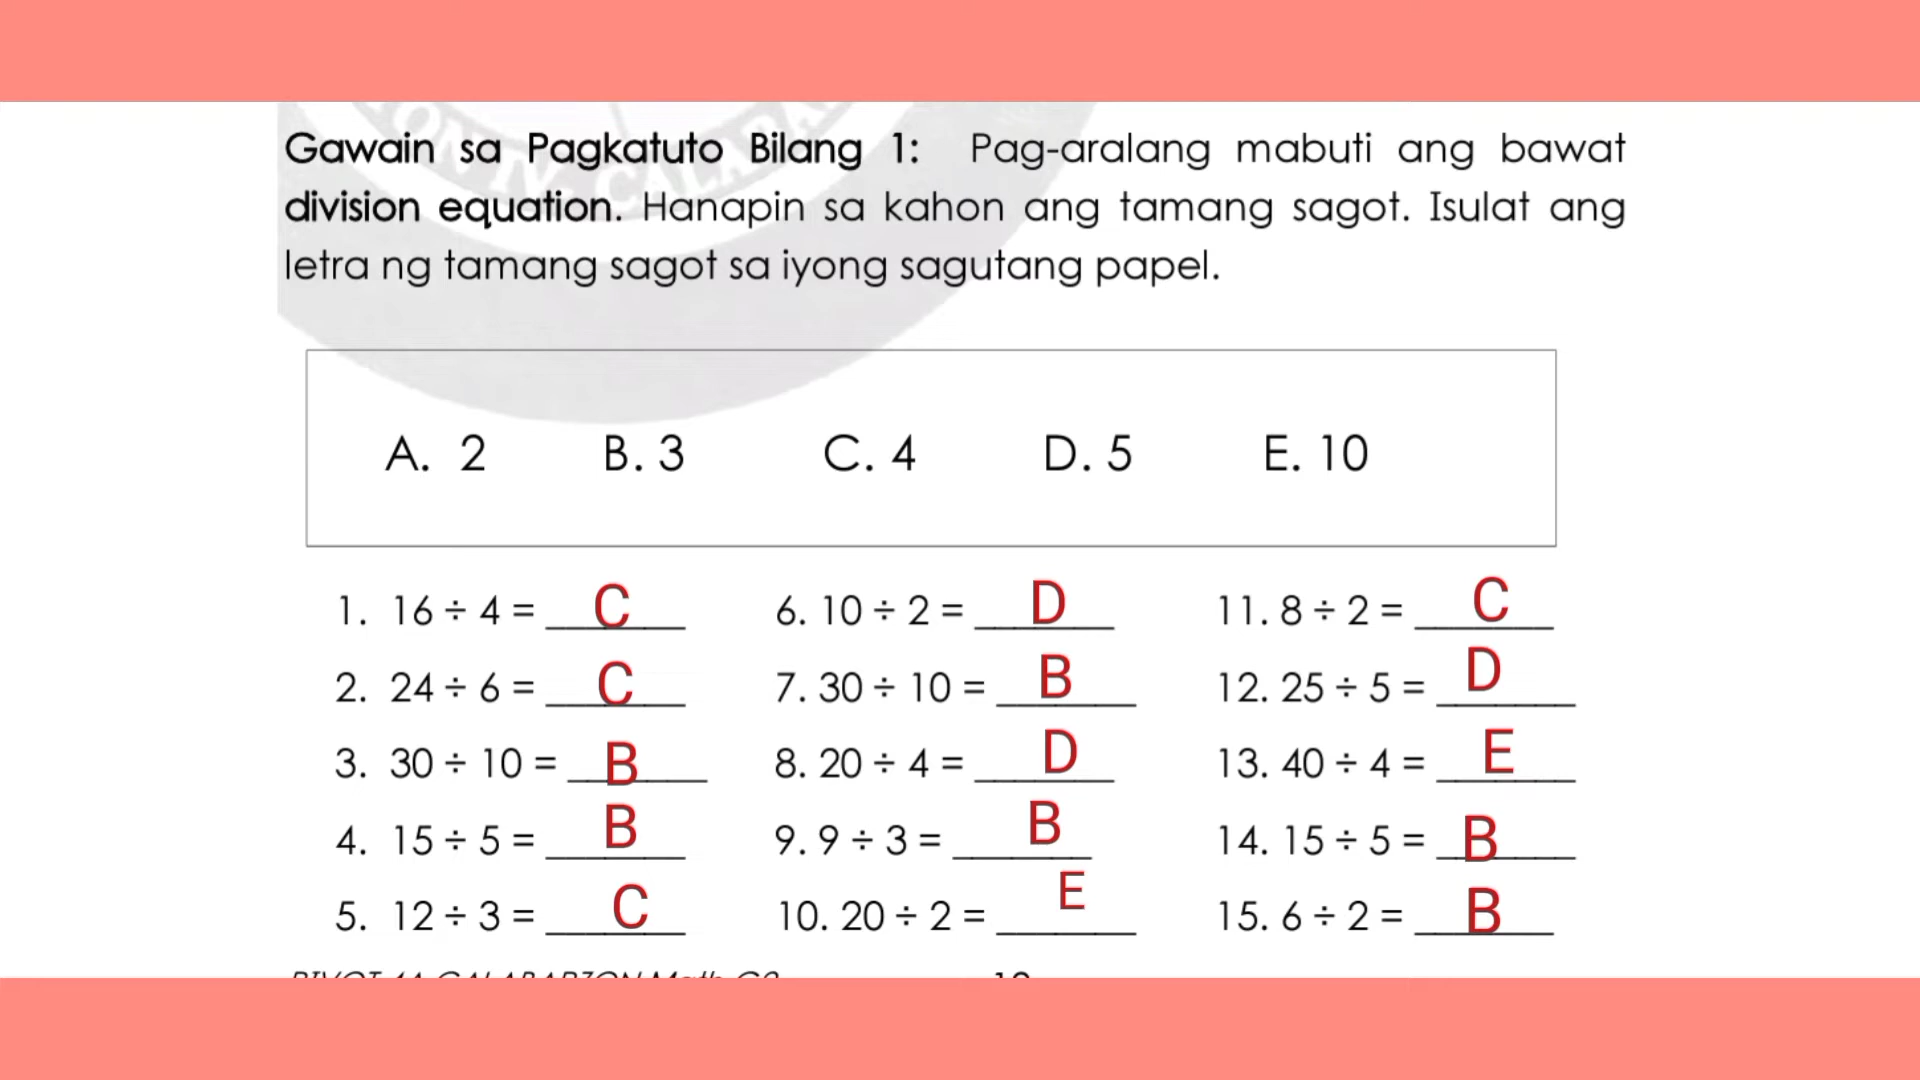 Gawain sa Pagkatuto Bilang 1: Pag-aralang mabuti ang bawat
division equation. Hanapin sa kahon ang tamang sagot. Isulat ang
letra ng tamang sagot sa iyong sagutang papel.
A. 2 B. 3 C. 4 D. 5 E. 10
1. 16 ÷ 4 = C 6. 10 ÷ 2 = D 11. 8 ÷ 2 = C
2. 24 ÷ 6 = C 7. 30 ÷ 10 = B 12. 25 ÷ 5 = D
3. 30 ÷ 10 = B 8. 20 ÷ 4 = D 13. 40 ÷ 4 = E
4. 15 ÷ 5 = B 9. 9 ÷ 3 = B 14. 15 ÷ 5 = B
5. 12 ÷ 3 = C 10. 20 ÷ 2 = E 15. 6 ÷ 2 = B